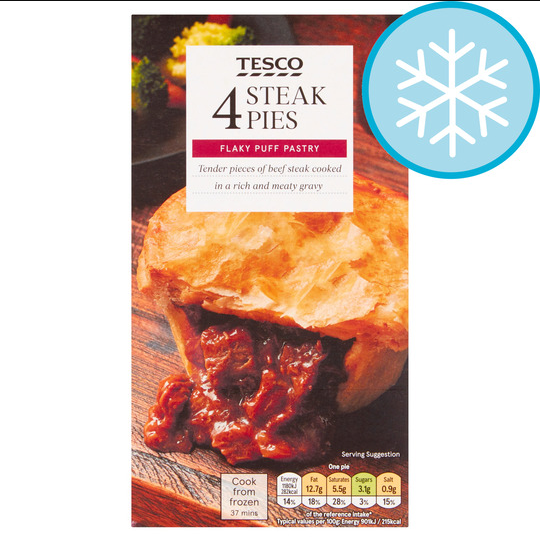 TESCO
4 STEAK
PIES
FLAKY PUFF PASTRY
Tender pieces of beef steak cooked
in a rich and meaty gravy
Serving Suggestion
One pie
Cook
from
frozen
37 mins
Energy 1180kJ 282kcal 14%
Fat 12.7g 18%
Saturates 5.5g 28%
Sugars 3.1g 3%
Salt 0.9g 15%
of the reference intake*
Typical values per 100g: Energy 901kJ / 215kcal